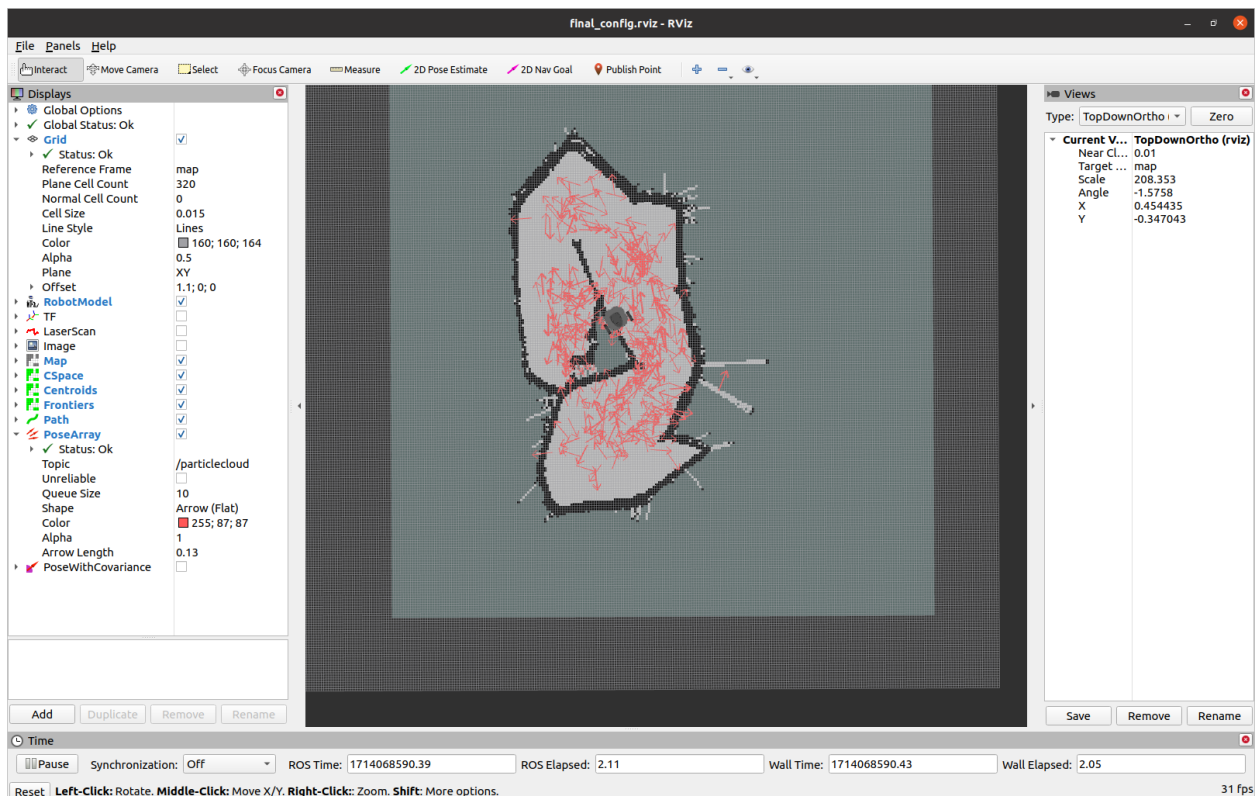 final_config.rviz - RViz
File Panels Help
Interact Move Camera Select Focus Camera Measure 2D Pose Estimate 2D Nav Goal Publish Point
Displays
Global Options
Global Status: Ok
Grid
Status: Ok
Reference Frame map
Plane Cell Count 320
Normal Cell Count 0
Cell Size 0.015
Line Style Lines
Color 160; 160; 164
Alpha 0.5
Plane XY
Offset 1.1; 0; 0
RobotModel
TF
LaserScan
Image
Map
CSpace
Centroids
Frontiers
Path
PoseArray
Status: Ok
Topic /particlecloud
Unreliable
Queue Size 10
Shape Arrow (Flat)
Color 255; 87; 87
Alpha 1
Arrow Length 0.13
PoseWithCovariance
Add Duplicate Remove Rename
Views
Type: TopDownOrtho ( Zero
Current V... TopDownOrtho (rviz)
Near Cl... 0.01
Target ... map
Scale 208.353
Angle -1.5758
X 0.454435
Y -0.347043
Save Remove Rename
Time
Pause Synchronization: Off ROS Time: 1714068590.39 ROS Elapsed: 2.11 Wall Time: 1714068590.43 Wall Elapsed: 2.05
Reset Left-Click: Rotate. Middle-Click: Move X/Y. Right-Click:: Zoom. Shift: More options. 31 fps